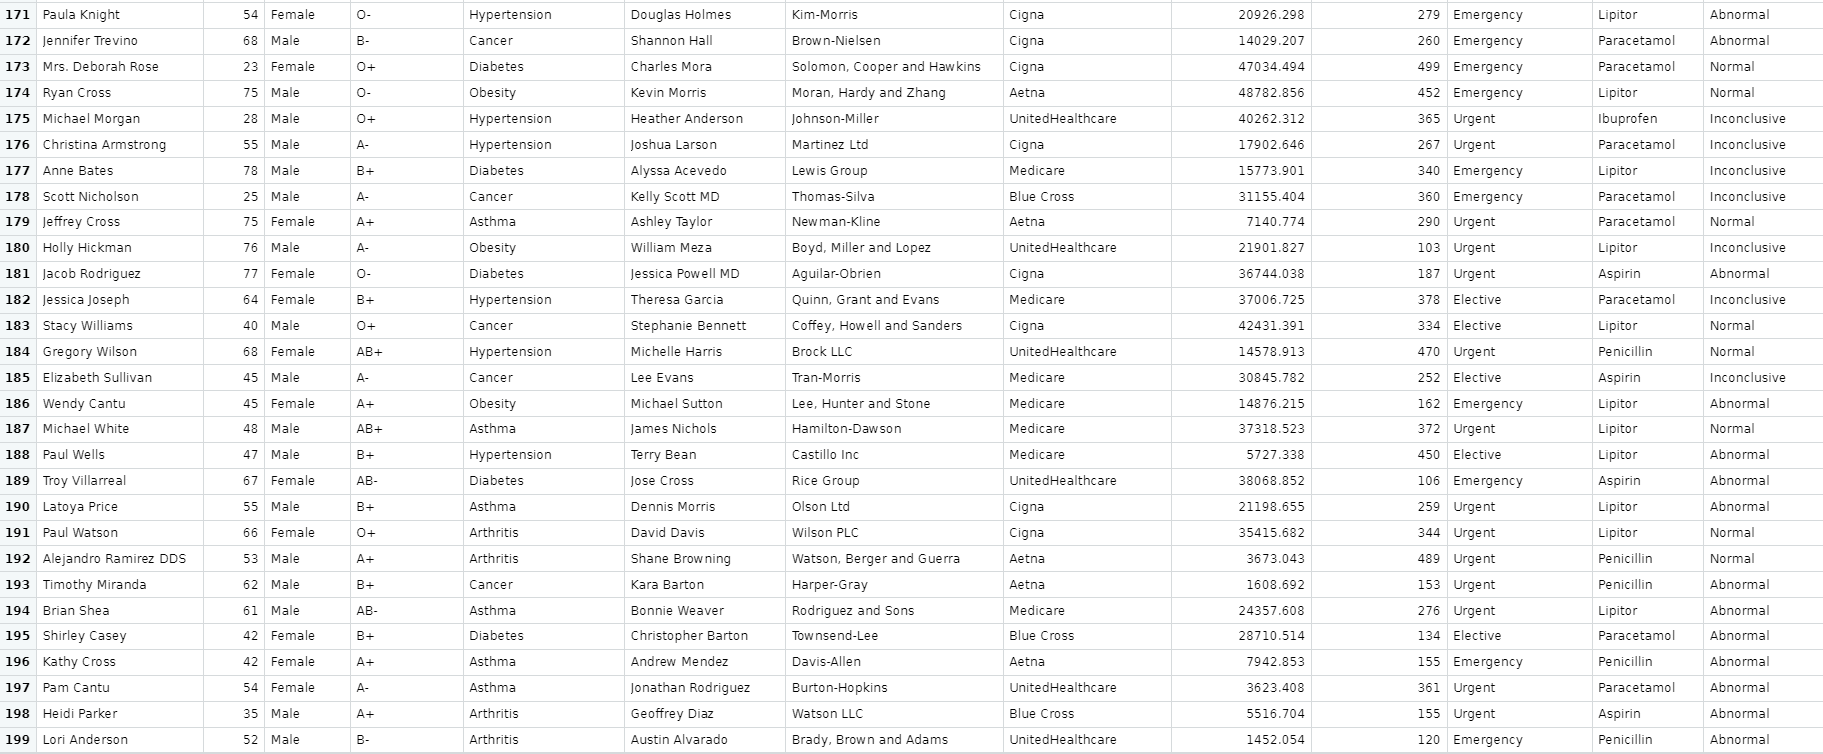 171 Paula Knight 54 Female O- Hypertension Douglas Holmes Kim-Morris Cigna 20926.298 279 Emergency Lipitor Abnormal
172 Jennifer Trevino 68 Male B- Cancer Shannon Hall Brown-Nielsen Cigna 14029.207 260 Emergency Paracetamol Abnormal
173 Mrs. Deborah Rose 23 Female O+ Diabetes Charles Mora Solomon, Cooper and Hawkins Cigna 47034.494 499 Emergency Paracetamol Normal
174 Ryan Cross 75 Male O- Obesity Kevin Morris Moran, Hardy and Zhang Aetna 48782.856 452 Emergency Lipitor Normal
175 Michael Morgan 28 Male O+ Hypertension Heather Anderson Johnson-Miller UnitedHealthcare 40262.312 365 Urgent Ibuprofen Inconclusive
176 Christina Armstrong 55 Male A- Hypertension Joshua Larson Martinez Ltd Cigna 17902.646 267 Urgent Paracetamol Inconclusive
177 Anne Bates 78 Male B+ Diabetes Alyssa Acevedo Lewis Group Medicare 15773.901 340 Emergency Lipitor Inconclusive
178 Scott Nicholson 25 Male A- Cancer Kelly Scott MD Thomas-Silva Blue Cross 31155.404 360 Emergency Paracetamol Inconclusive
179 Jeffrey Cross 75 Female A+ Asthma Ashley Taylor Newman-Kline Aetna 7140.774 290 Urgent Paracetamol Normal
180 Holly Hickman 76 Male A- Obesity William Meza Boyd, Miller and Lopez UnitedHealthcare 21901.827 103 Urgent Lipitor Inconclusive
181 Jacob Rodriguez 77 Female O- Diabetes Jessica Powell MD Aguilar-Obrien Cigna 36744.038 187 Urgent Aspirin Abnormal
182 Jessica Joseph 64 Female B+ Hypertension Theresa Garcia Quinn, Grant and Evans Medicare 37006.725 378 Elective Paracetamol Inconclusive
183 Stacy Williams 40 Male O+ Cancer Stephanie Bennett Coffey, Howell and Sanders Cigna 42431.391 334 Elective Lipitor Normal
184 Gregory Wilson 68 Female AB+ Hypertension Michelle Harris Brock LLC UnitedHealthcare 14578.913 470 Urgent Penicillin Normal
185 Elizabeth Sullivan 45 Male A- Cancer Lee Evans Tran-Morris Medicare 30845.782 252 Elective Aspirin Inconclusive
186 Wendy Cantu 45 Female A+ Obesity Michael Sutton Lee, Hunter and Stone Medicare 14876.215 162 Emergency Lipitor Abnormal
187 Michael White 48 Male AB+ Asthma James Nichols Hamilton-Dawson Medicare 37318.523 372 Urgent Lipitor Normal
188 Paul Wells 47 Male B+ Hypertension Terry Bean Castillo Inc Medicare 5727.338 450 Elective Lipitor Abnormal
189 Troy Villarreal 67 Female AB- Diabetes Jose Cross Rice Group UnitedHealthcare 38068.852 106 Emergency Aspirin Abnormal
190 Latoya Price 55 Male B+ Asthma Dennis Morris Olson Ltd Cigna 21198.655 259 Urgent Lipitor Abnormal
191 Paul Watson 66 Female O+ Arthritis David Davis Wilson PLC Cigna 35415.682 344 Urgent Lipitor Normal
192 Alejandro Ramirez DDS 53 Male A+ Arthritis Shane Browning Watson, Berger and Guerra Aetna 3673.043 489 Urgent Penicillin Normal
193 Timothy Miranda 62 Male B+ Cancer Kara Barton Harper-Gray Aetna 1608.692 153 Urgent Penicillin Abnormal
194 Brian Shea 61 Male AB- Asthma Bonnie Weaver Rodriguez and Sons Medicare 24357.608 276 Urgent Lipitor Abnormal
195 Shirley Casey 42 Female B+ Diabetes Christopher Barton Townsend-Lee Blue Cross 28710.514 134 Elective Paracetamol Abnormal
196 Kathy Cross 42 Female A+ Asthma Andrew Mendez Davis-Allen Aetna 7942.853 155 Emergency Penicillin Abnormal
197 Pam Cantu 54 Female A- Asthma Jonathan Rodriguez Burton-Hopkins UnitedHealthcare 3623.408 361 Urgent Paracetamol Abnormal
198 Heidi Parker 35 Male A+ Arthritis Geoffrey Diaz Watson LLC Blue Cross 5516.704 155 Urgent Aspirin Abnormal
199 Lori Anderson 52 Male B- Arthritis Austin Alvarado Brady, Brown and Adams UnitedHealthcare 1452.054 120 Emergency Penicillin Abnormal